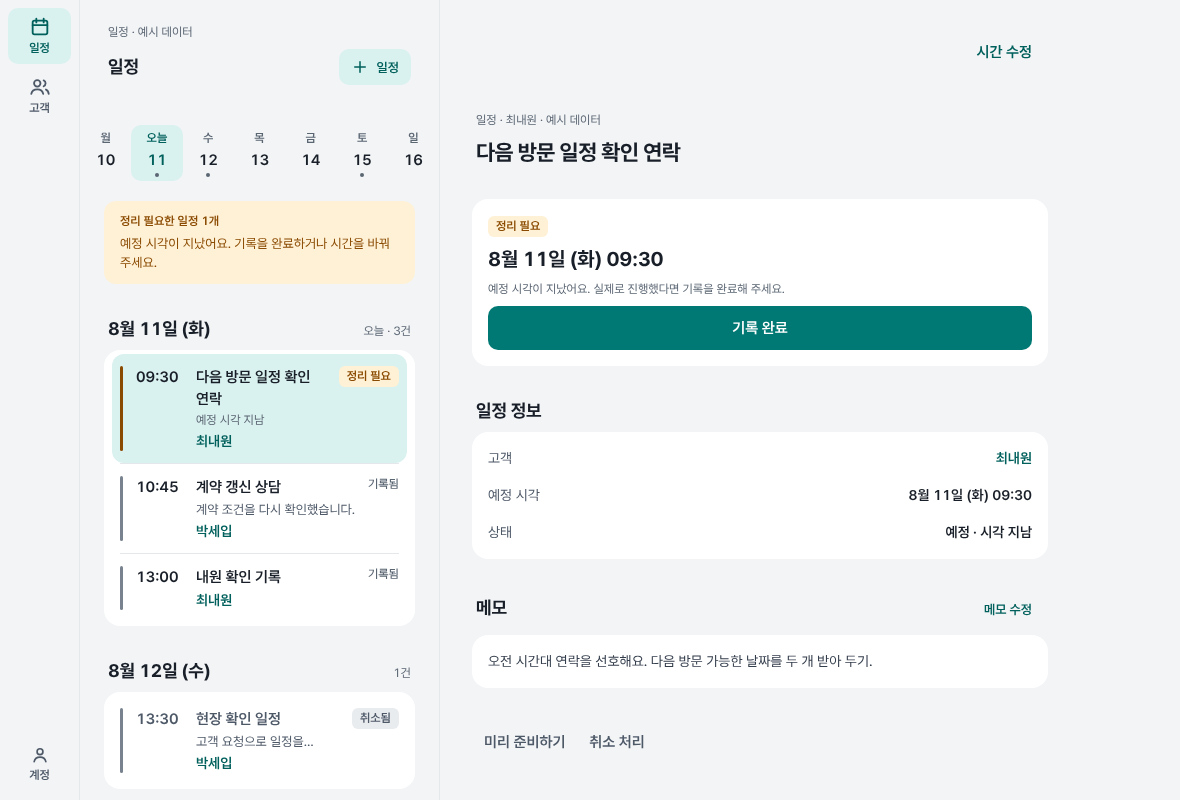 일정
고객
계정
일정 · 예시 데이터
일정
일정
월 오늘 수 목 금 토 일
10 11 12 13 14 15 16
정리 필요한 일정 1개
예정 시각이 지났어요. 기록을 완료하거나 시간을 바꿔
주세요.
8월 11일 (화) 오늘 · 3건
09:30 다음 방문 일정 확인 정리 필요
연락
예정 시각 지남
최내원
10:45 계약 갱신 상담 기록됨
계약 조건을 다시 확인했습니다.
박세입
13:00 내원 확인 기록 기록됨
최내원
8월 12일 (수) 1건
13:30 현장 확인 일정 취소됨
고객 요청으로 일정을...
박세입
시간 수정
일정 · 최내원 · 예시 데이터
다음 방문 일정 확인 연락
정리 필요
8월 11일 (화) 09:30
예정 시각이 지났어요. 실제로 진행했다면 기록을 완료해 주세요.
기록 완료
일정 정보
고객 최내원
예정 시각 8월 11일 (화) 09:30
상태 예정 · 시각 지남
메모 메모 수정
오전 시간대 연락을 선호해요. 다음 방문 가능한 날짜를 두 개 받아 두기.
미리 준비하기 취소 처리